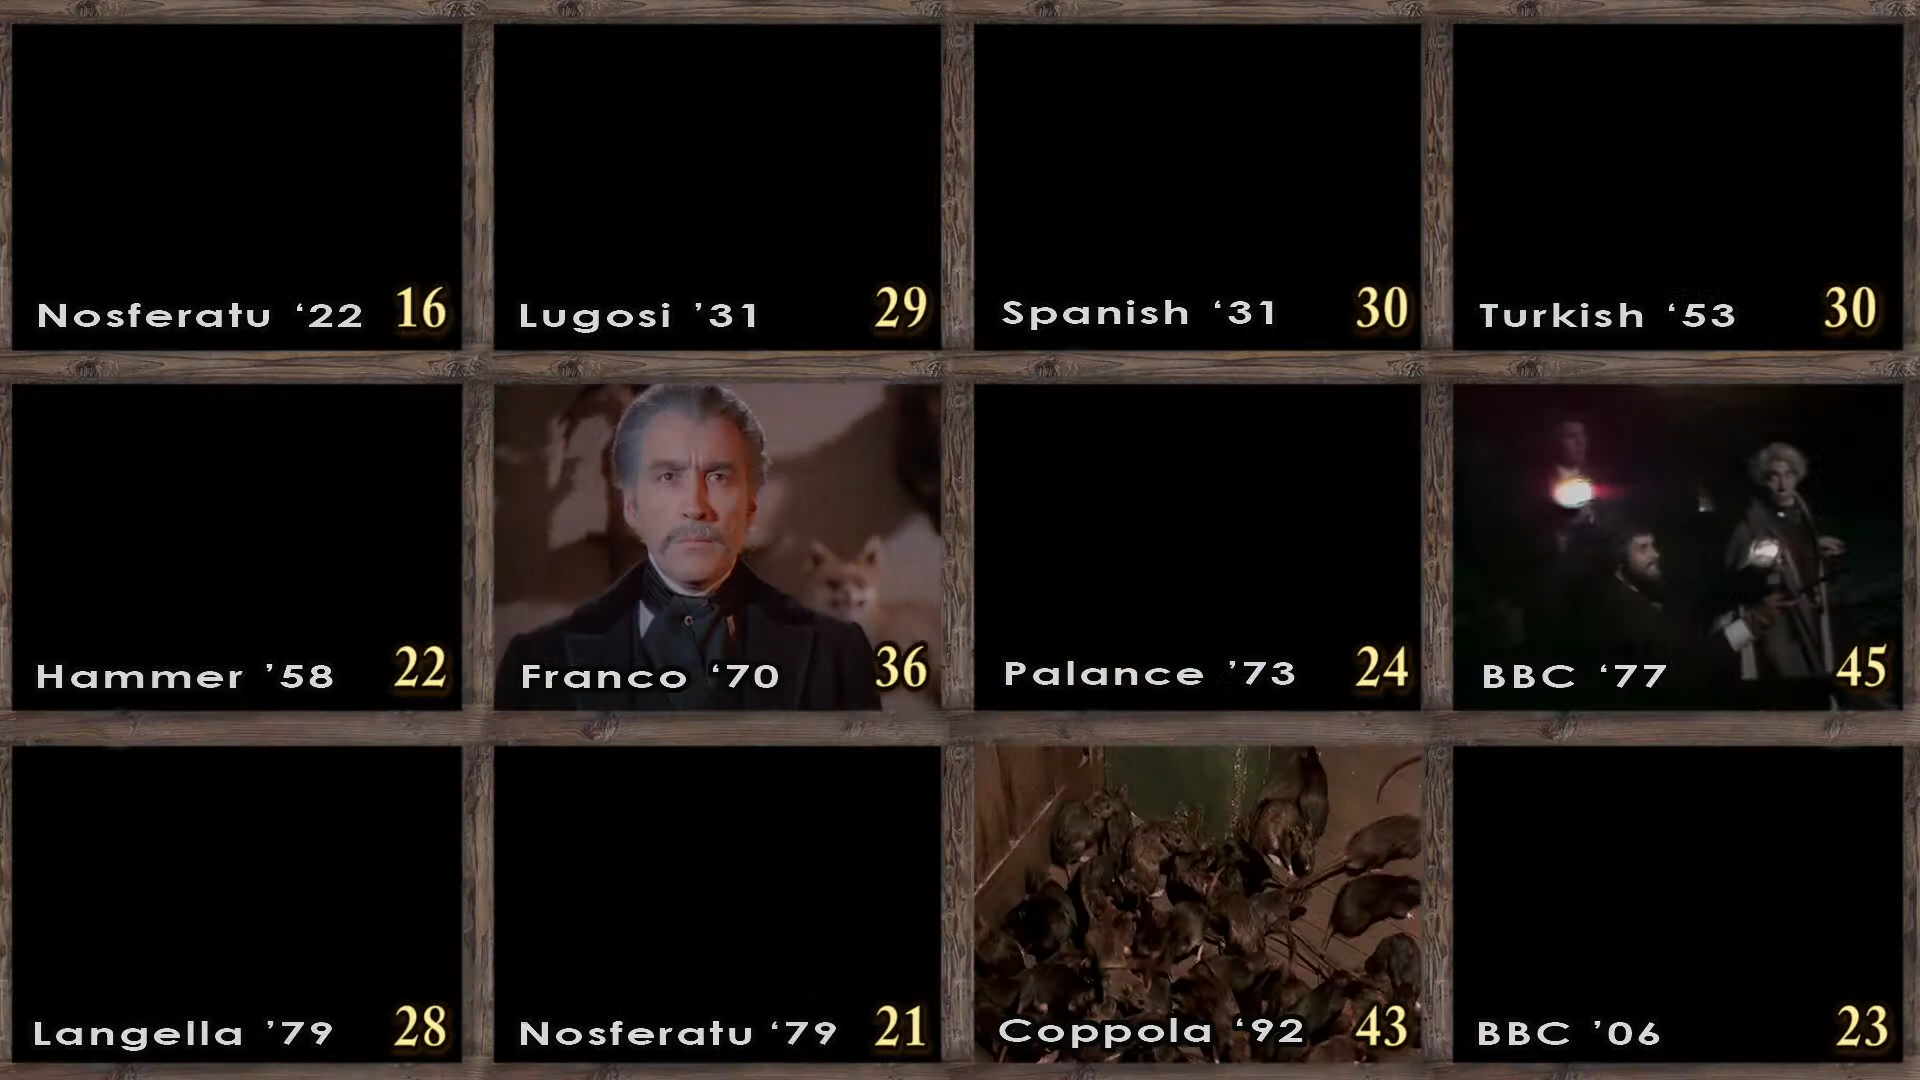 Nosferatu ‘22 16
Lugosi ’31 29
Spanish ‘31 30
Turkish ‘53 30
Hammer ’58 22
Franco ‘70 36
Palance ’73 24
BBC ‘77 45
Langella ’79 28
Nosferatu ‘79 21
Coppola ‘92 43
BBC ’06 23